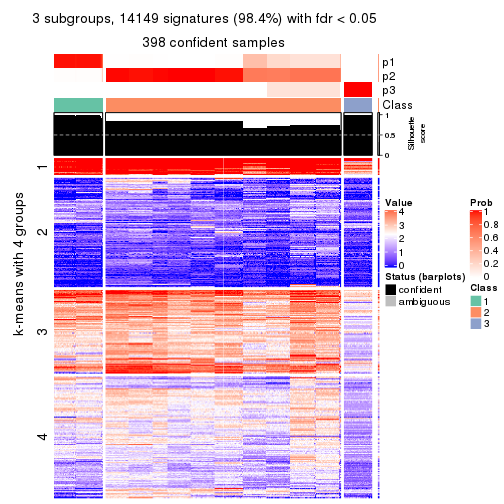 3 subgroups, 14149 signatures (98.4%) with fdr < 0.05
398 confident samples
p1
p2
p3
Class
1
0.5
0
Silhouette
score
k-means with 4 groups
1
2
3
4
Value
4
3
2
1
0
Status (barplots)
confident
ambiguous
Prob
1
0.8
0.6
0.4
0.2
0
Class
1
2
3